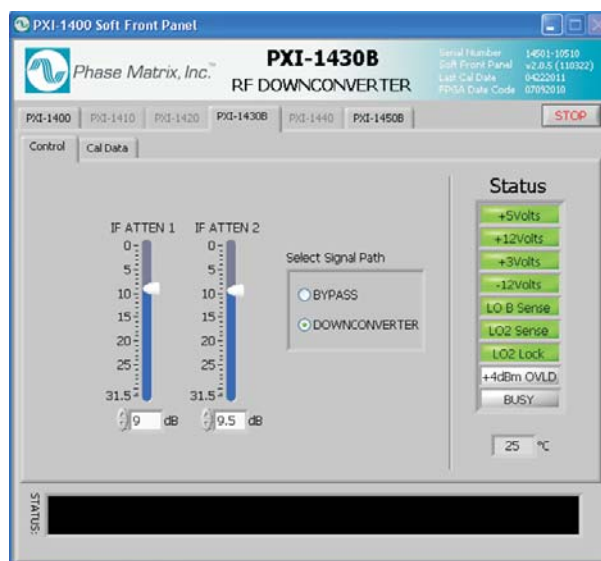 PXI-1400 Soft Front Panel
Phase Matrix, Inc.™
PXI-1430B
RF DOWNCONVERTER
Serial Number 14501-10510
Soft Front Panel v2.0.5 (110322)
Last Cal Date 04222011
FPGA Date Code 07092010
PXI-1400 PXI-1410 PXI-1420 PXI-1430B PXI-1440 PXI-1450B STOP
Control Cal Data
IF ATTEN 1 IF ATTEN 2
0 0
5 5
10 10
15 15
20 20
25 25
31.5 31.5
9 dB 9.5 dB
Select Signal Path
BYPASS
DOWNCONVERTER
Status
+5Volts
+12Volts
+3Volts
-12Volts
LO B Sense
LO2 Sense
LO2 Lock
+4dBm OVLD
BUSY
25 °C
STATUS: